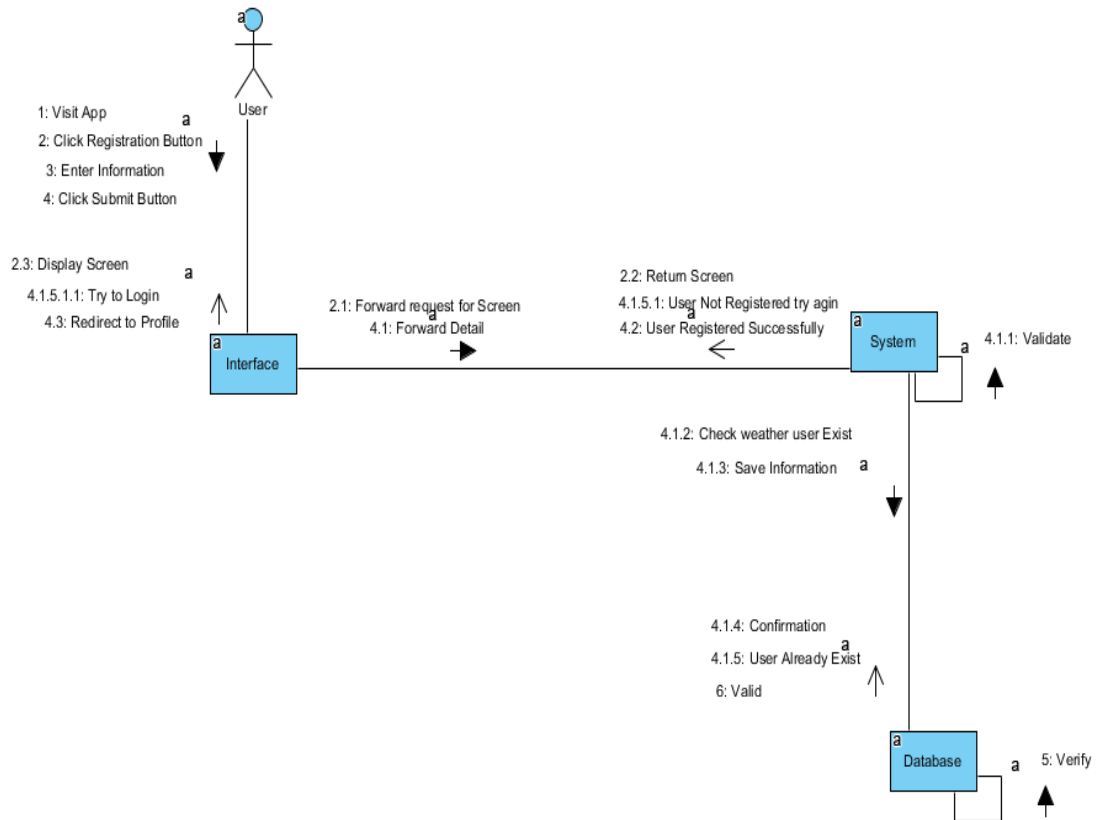 a
User
1: Visit App
a
2: Click Registration Button
3: Enter Information
4: Click Submit Button
2.3: Display Screen
a
4.1.5.1.1: Try to Login
4.3: Redirect to Profile
2.1: Forward request for Screen
a
4.1: Forward Detail
2.2: Return Screen
4.1.5.1: User Not Registered try agin
a
4.2: User Registered Successfully
a
Interface
a
System
a
4.1.1: Validate
4.1.2: Check weather user Exist
4.1.3: Save Information
a
4.1.4: Confirmation
a
4.1.5: User Already Exist
6: Valid
a
Database
a
5: Verify